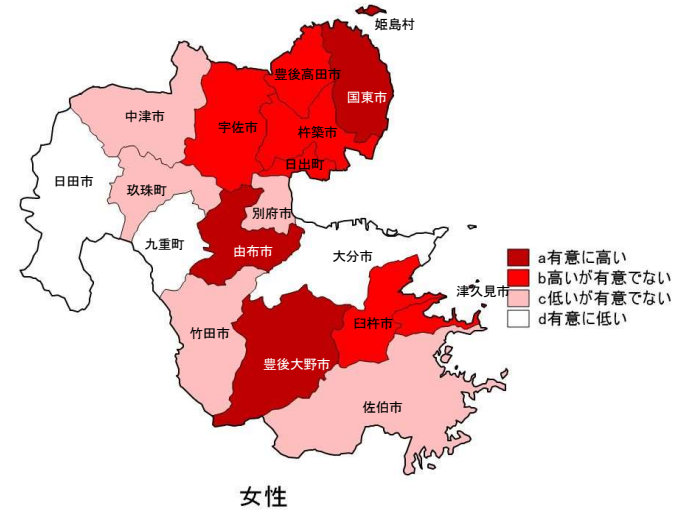 姫島村
豊後高田市
国東市
中津市
宇佐市
杵築市
日出町
日田市
玖珠町
別府市
九重町
由布市
大分市
a有意に高い
b高いが有意でない
津久見市
c低いが有意でない
d有意に低い
臼杵市
竹田市
豊後大野市
佐伯市
女性